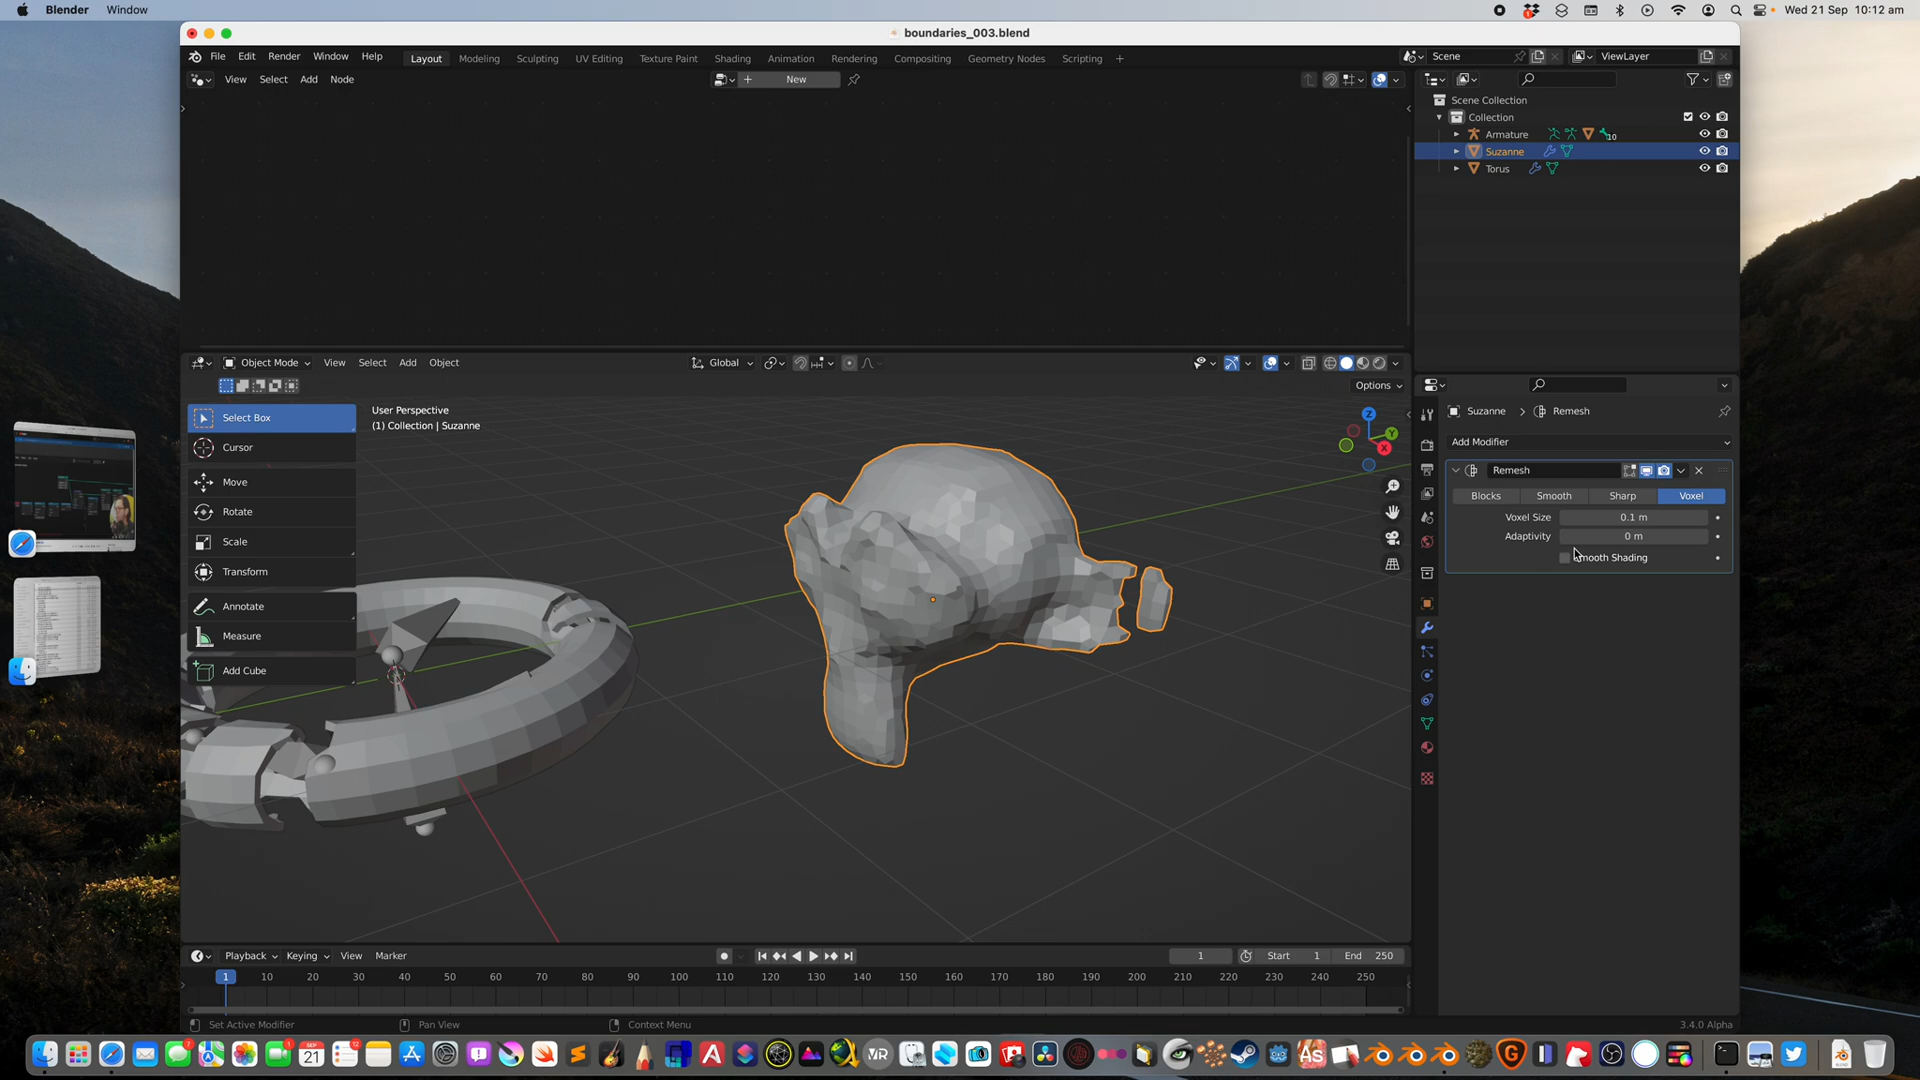 Blender Window
Wed 21 Sep 10:12 am
boundaries_003.blend
File Edit Render Window Help
Layout Modeling Sculpting UV Editing Texture Paint Shading Animation Rendering Compositing Geometry Nodes Scripting +
Scene
ViewLayer
View Select Add Node
+ New
Scene Collection
Collection
Armature
10
Suzanne
Torus
Object Mode View Select Add Object
Global
Options
Select Box
Cursor
Move
Rotate
Scale
Transform
Annotate
Measure
Add Cube
User Perspective
(1) Collection | Suzanne
Z
Y
X
Suzanne > Remesh
Add Modifier
Remesh
Blocks Smooth Sharp Voxel
Voxel Size 0.1 m
Adaptivity 0 m
mooth Shading
Playback Keying View Marker
1
Start 1
End 250
1 10 20 30 40 50 60 70 80 90 100 110 120 130 140 150 160 170 180 190 200 210 220 230 240 250
Set Active Modifier
Pan View
Context Menu
3.4.0 Alpha